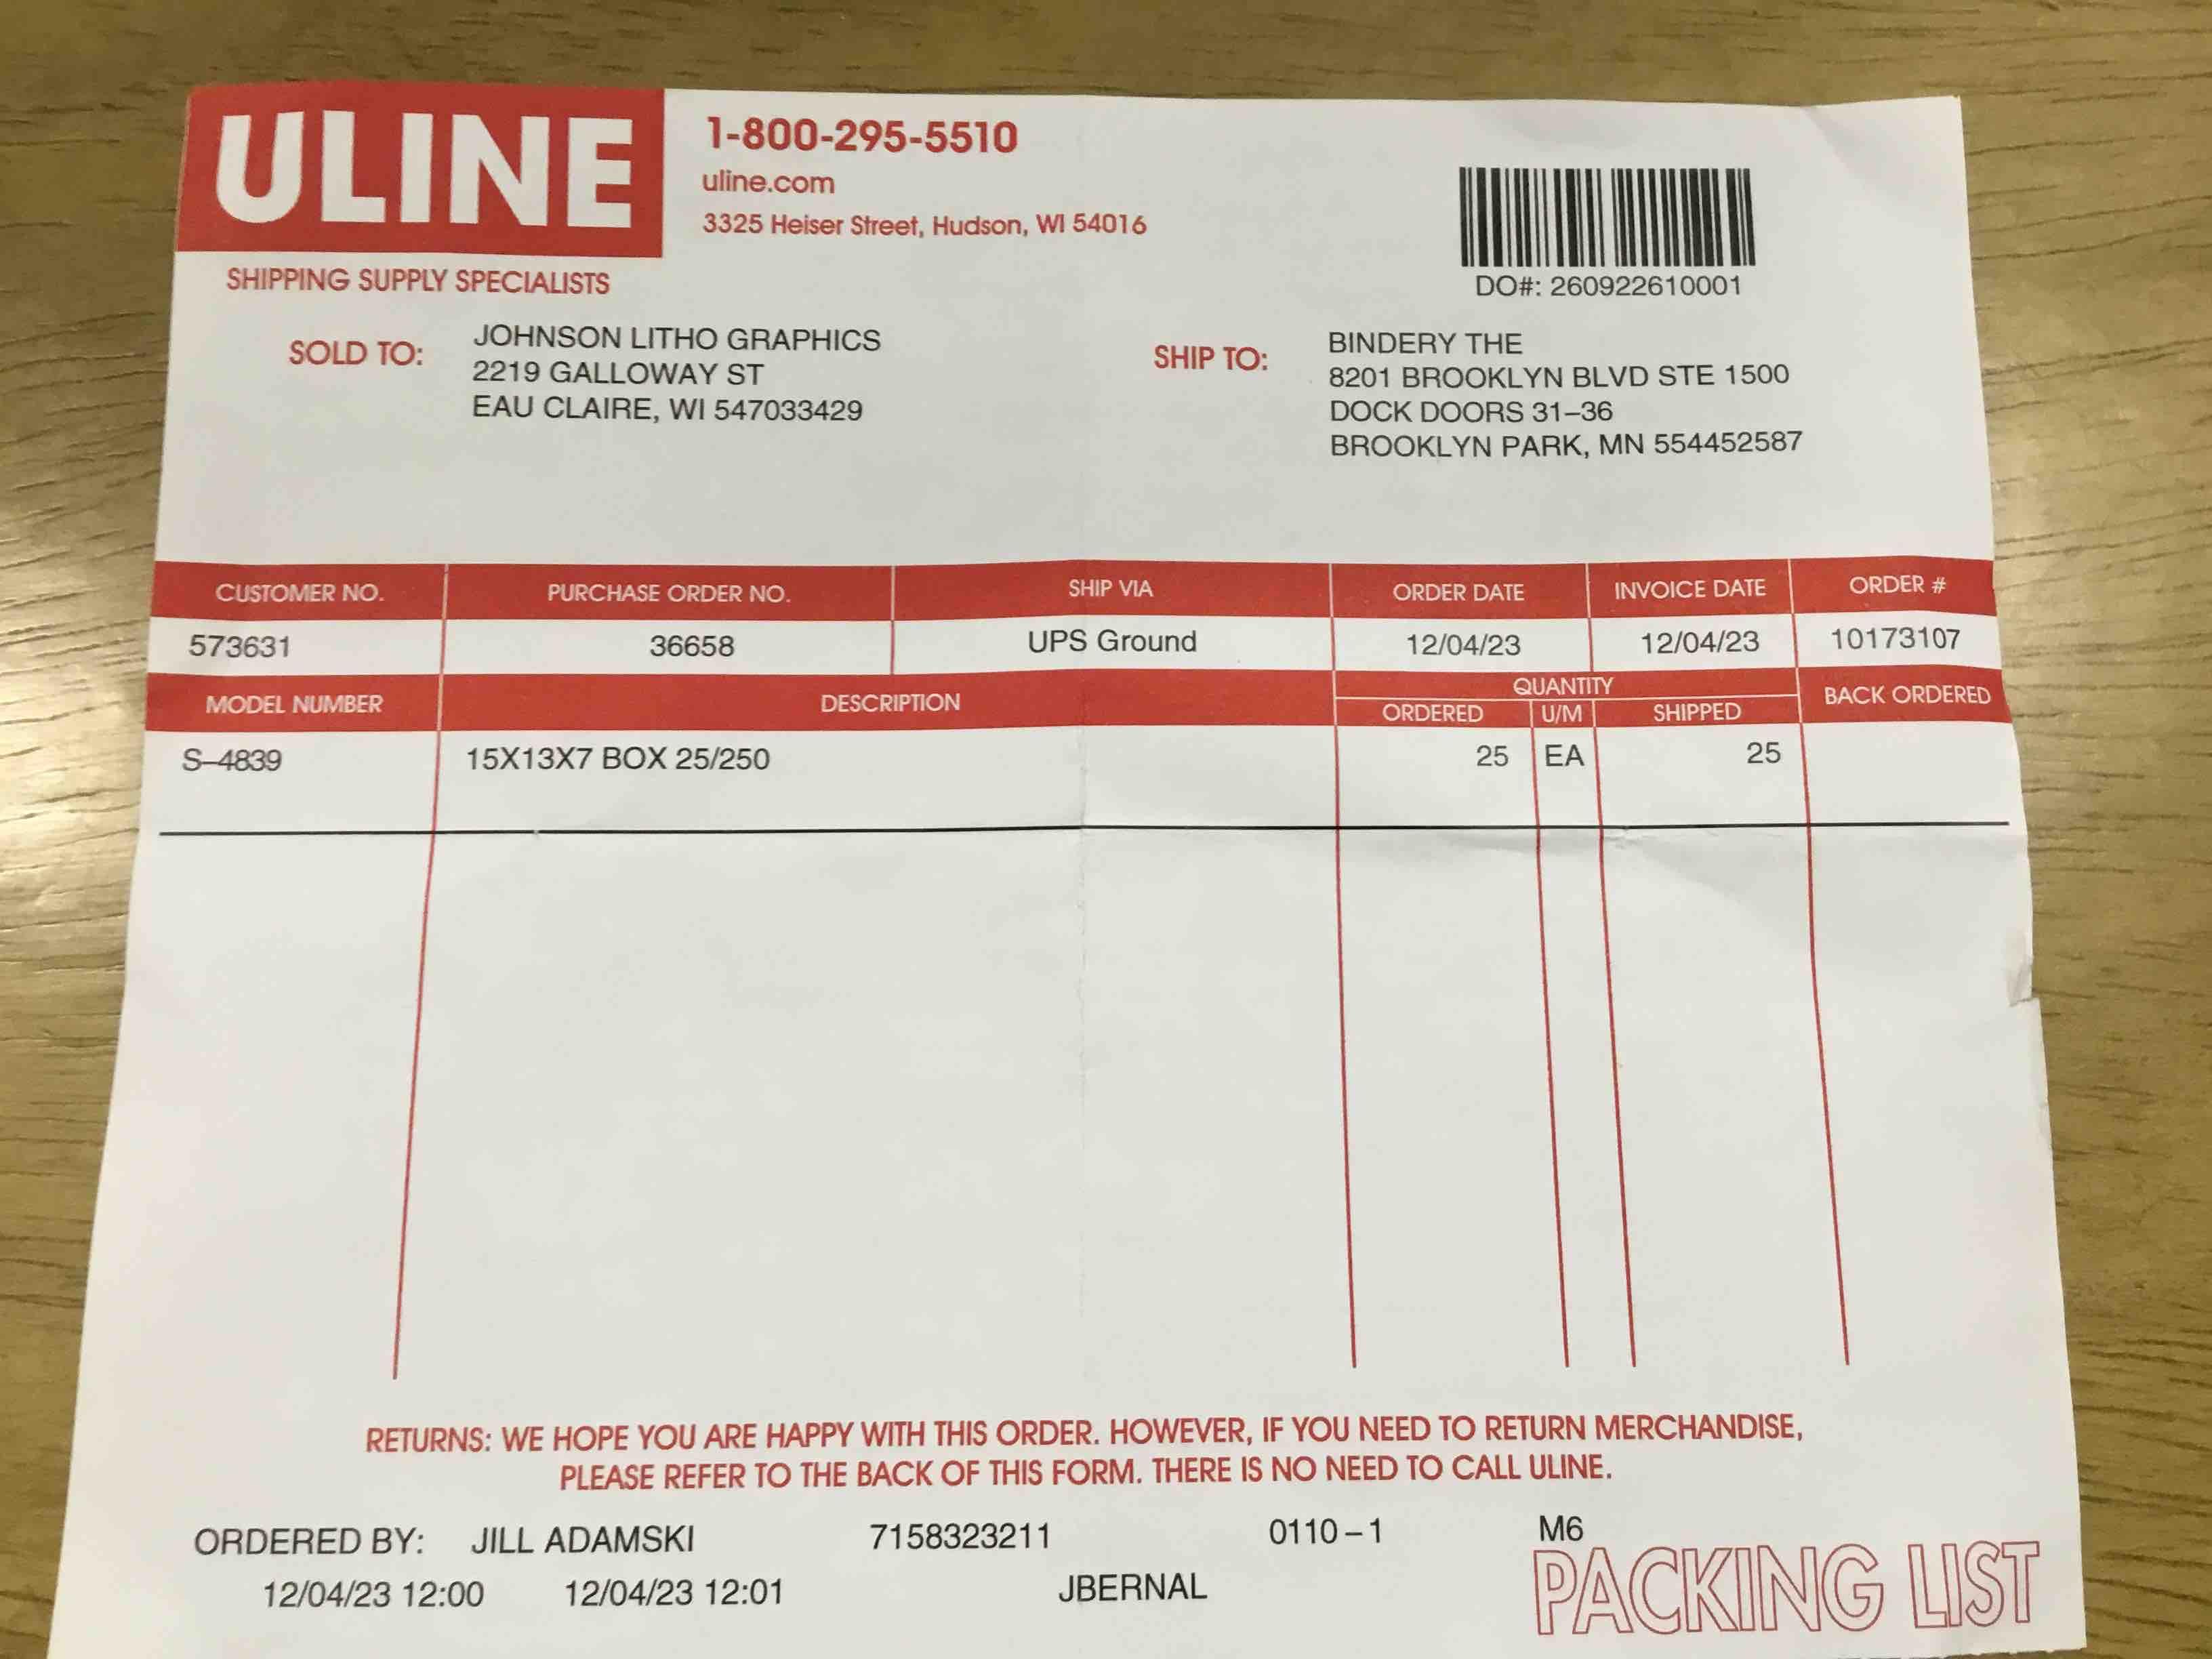 ULINE
1-800-295-5510
uline.com
3325 Heiser Street, Hudson, WI 54016
SHIPPING SUPPLY SPECIALISTS
DO#: 260922610001
SOLD TO:
JOHNSON LITHO GRAPHICS
2219 GALLOWAY ST
EAU CLAIRE, WI 547033429
SHIP TO:
BINDERY THE
8201 BROOKLYN BLVD STE 1500
DOCK DOORS 31–36
BROOKLYN PARK, MN 554452587
CUSTOMER NO. PURCHASE ORDER NO. SHIP VIA ORDER DATE INVOICE DATE ORDER #
573631 36658 UPS Ground 12/04/23 12/04/23 10173107
MODEL NUMBER DESCRIPTION QUANTITY BACK ORDERED
ORDERED U/M SHIPPED
S–4839 15X13X7 BOX 25/250 25 EA 25
RETURNS: WE HOPE YOU ARE HAPPY WITH THIS ORDER. HOWEVER, IF YOU NEED TO RETURN MERCHANDISE,
PLEASE REFER TO THE BACK OF THIS FORM. THERE IS NO NEED TO CALL ULINE.
ORDERED BY: JILL ADAMSKI 7158323211 0110–1 M6
12/04/23 12:00 12/04/23 12:01 JBERNAL
PACKING LIST